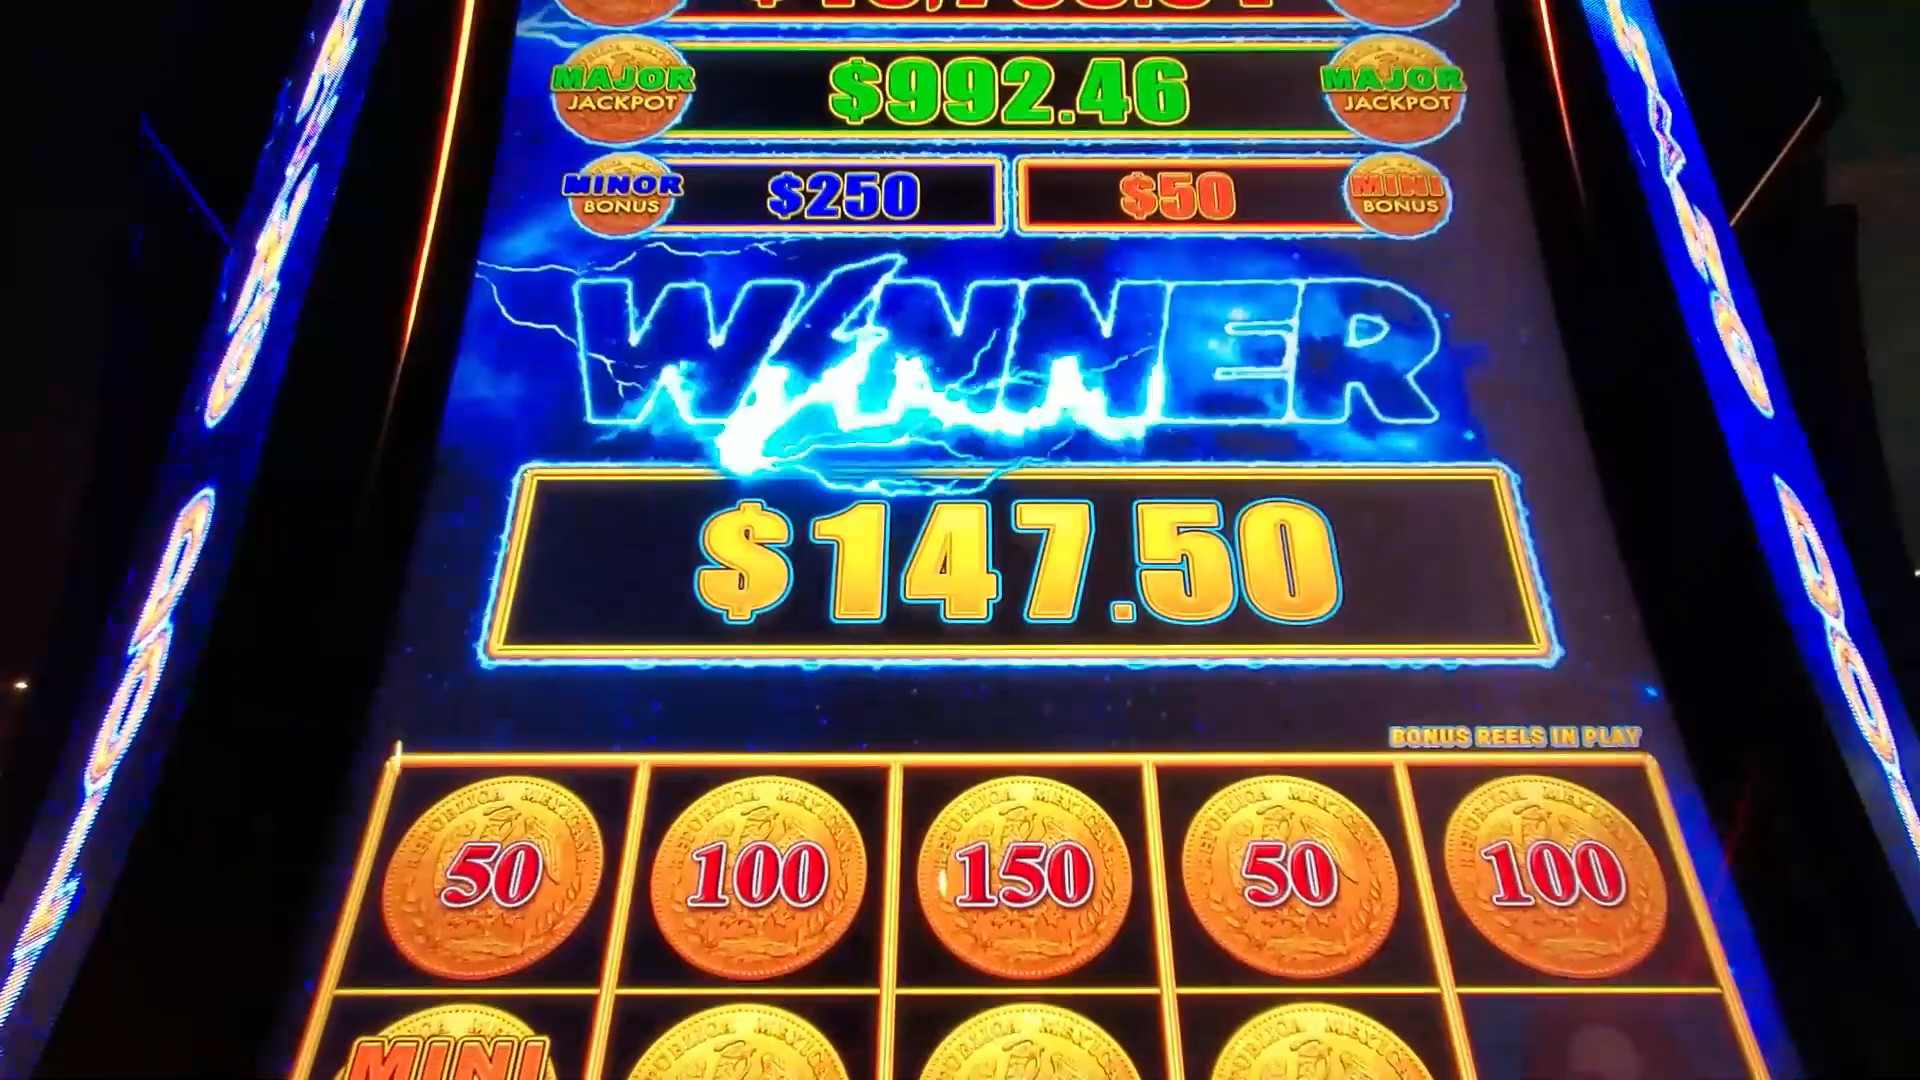 MAJOR JACKPOT $992.46 MAJOR JACKPOT
MINOR BONUS $250 $50 MINI BONUS
WINNER
$147.50
BONUS REELS IN PLAY
50 100 150 50 100
MINI